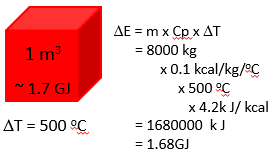 1 m³
~ 1.7 GJ
ΔT = 500 ºC
ΔE = m x Cp x ΔT
= 8000 kg
x 0.1 kcal/kg/ºC
x 500 ºC
x 4.2k J/ kcal
= 1680000 k J
= 1.68GJ